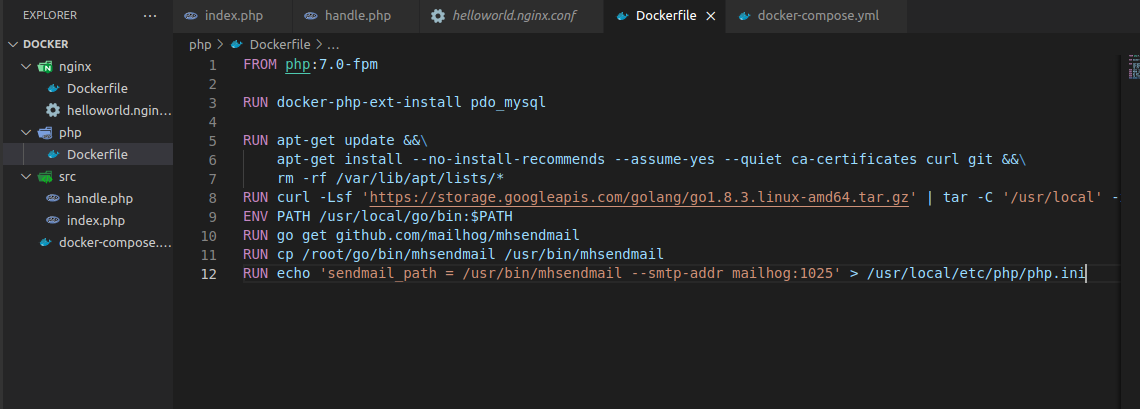 EXPLORER ...
index.php handle.php helloworld.nginx.conf Dockerfile docker-compose.yml
DOCKER
php > Dockerfile > ...
nginx
Dockerfile
helloworld.ngin...
php
Dockerfile
src
handle.php
index.php
docker-compose....
1 FROM php:7.0-fpm
2
3 RUN docker-php-ext-install pdo_mysql
4
5 RUN apt-get update &&\
6 apt-get install --no-install-recommends --assume-yes --quiet ca-certificates curl git &&\
7 rm -rf /var/lib/apt/lists/*
8 RUN curl -Lsf 'https://storage.googleapis.com/golang/go1.8.3.linux-amd64.tar.gz' | tar -C '/usr/local' -
9 ENV PATH /usr/local/go/bin:$PATH
10 RUN go get github.com/mailhog/mhsendmail
11 RUN cp /root/go/bin/mhsendmail /usr/bin/mhsendmail
12 RUN echo 'sendmail_path = /usr/bin/mhsendmail --smtp-addr mailhog:1025' > /usr/local/etc/php/php.ini